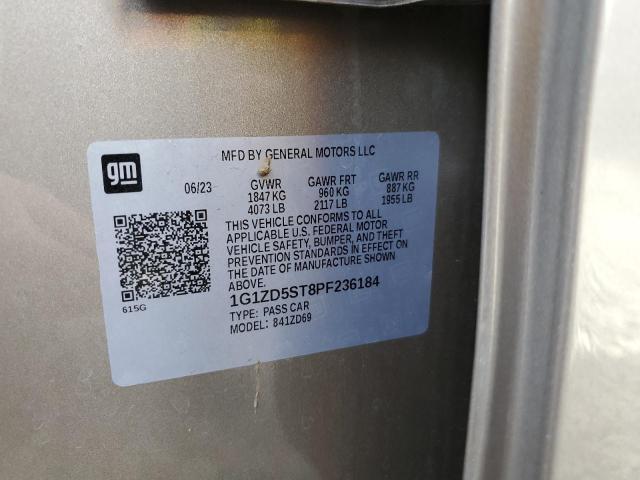 MFD BY GENERAL MOTORS LLC
gm
06/23 GVWR GAWR FRT GAWR RR
1847 KG 960 KG 887 KG
4073 LB 2117 LB 1955 LB
THIS VEHICLE CONFORMS TO ALL
APPLICABLE U.S. FEDERAL MOTOR
VEHICLE SAFETY, BUMPER, AND THEFT
PREVENTION STANDARDS IN EFFECT ON
THE DATE OF MANUFACTURE SHOWN
ABOVE.
1G1ZD5ST8PF236184
615G
TYPE: PASS CAR
MODEL: 841ZD69